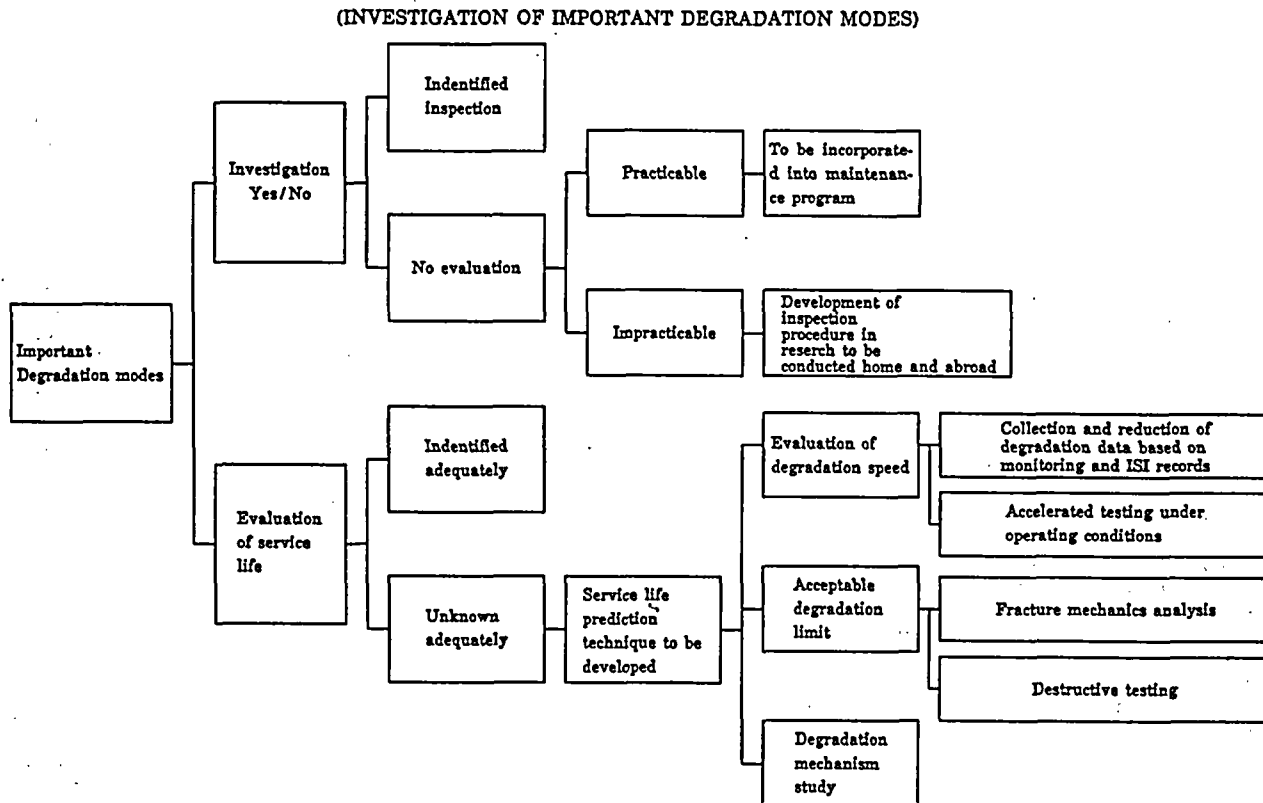 (INVESTIGATION OF IMPORTANT DEGRADATION MODES)
Indentified
inspection
Investigation
Yes/No
Practicable
To be incorporate-
d into maintenan-
ce program
No evaluation
Impracticable
Development of
inspection
procedure in
reserch to be
conducted home and abroad
Important
Degradation modes
Indentified
adequately
Evaluation of
degradation speed
Collection and reduction of
degradation data based on
monitoring and ISI records
Accelerated testing under
operating conditions
Evaluation
of service
life
Unknown
adequately
Service life
prediction
technique to be
developed
Acceptable
degradation
limit
Fracture mechanics analysis
Destructive testing
Degradation
mechanism
study